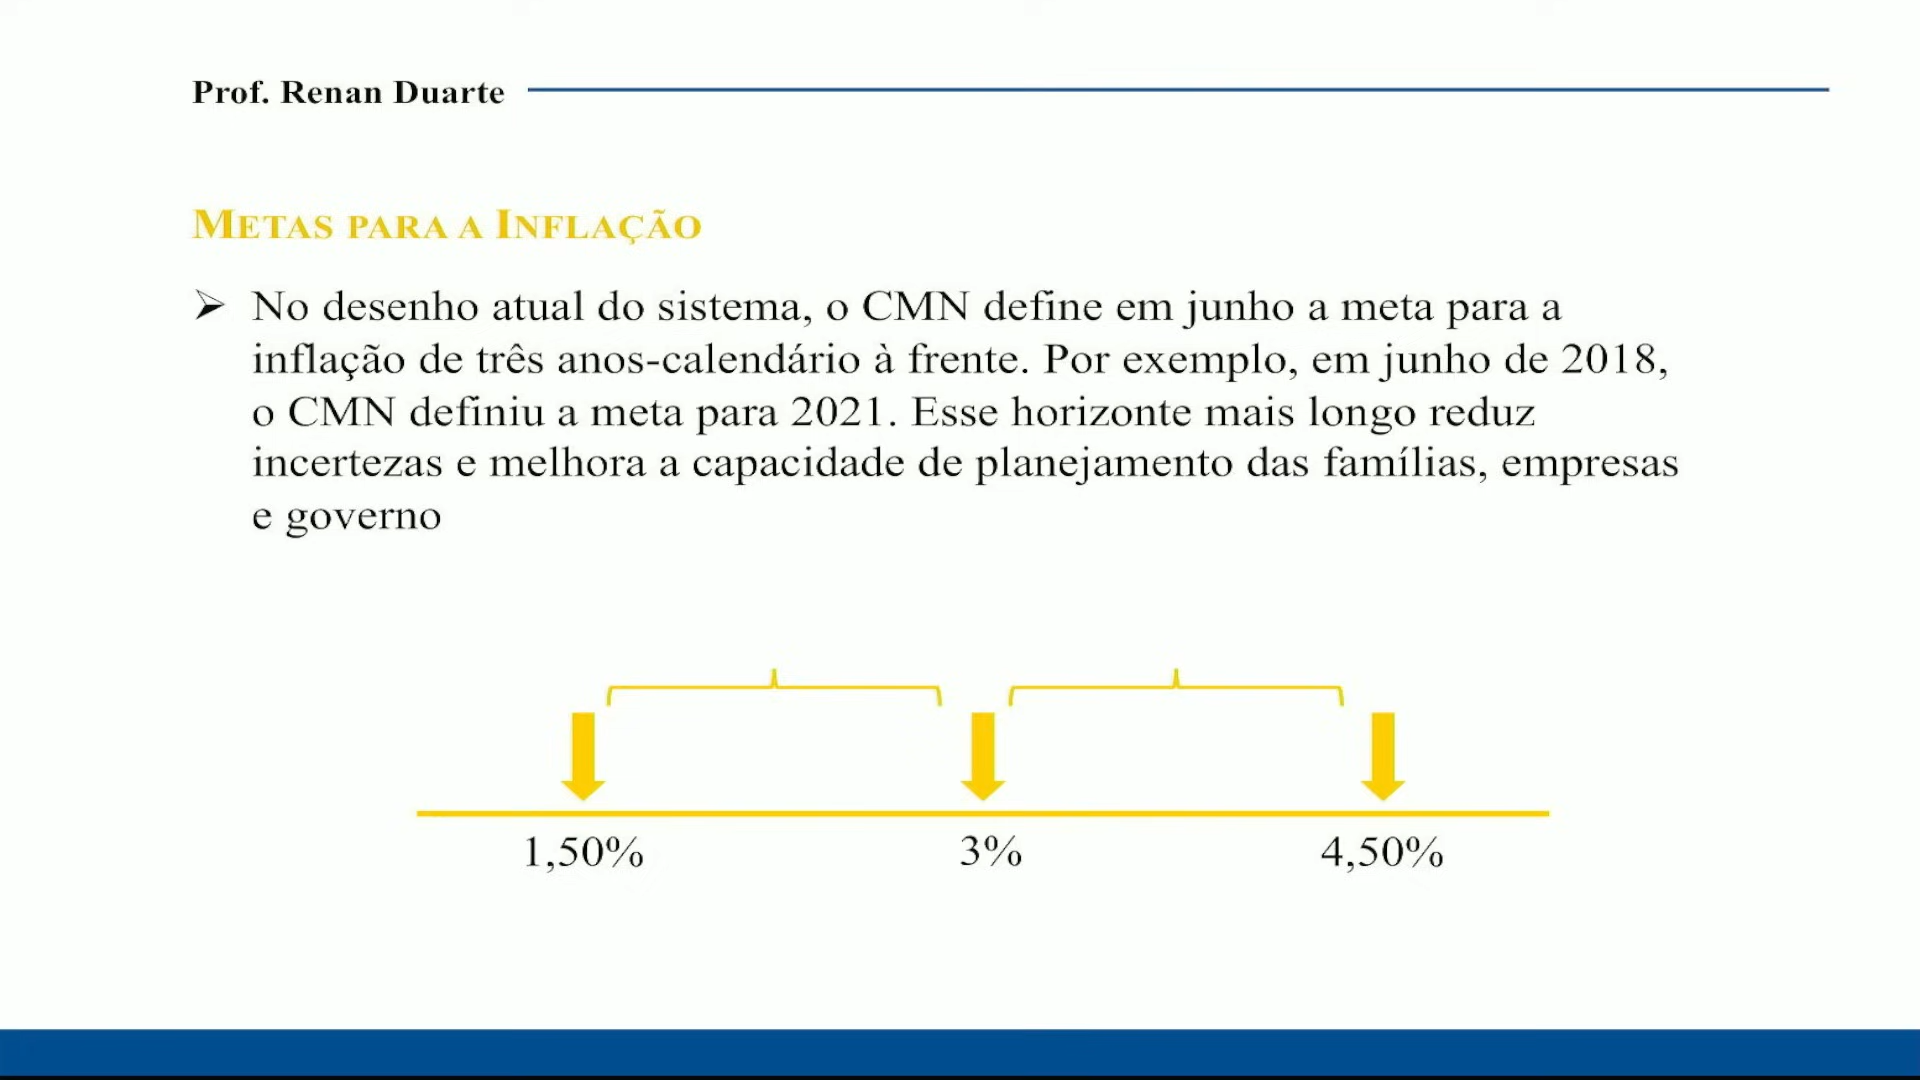 Prof. Renan Duarte
METAS PARA A INFLAÇÃO
➢ No desenho atual do sistema, o CMN define em junho a meta para a
inflação de três anos-calendário à frente. Por exemplo, em junho de 2018,
o CMN definiu a meta para 2021. Esse horizonte mais longo reduz
incertezas e melhora a capacidade de planejamento das famílias, empresas
e governo
1,50% 3% 4,50%